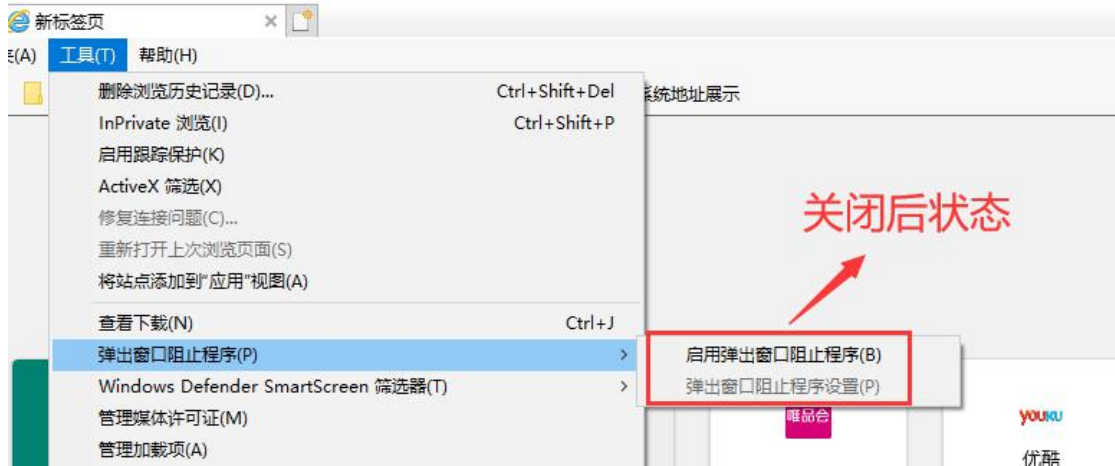 新标签页
(A) 工具(T) 帮助(H)
系统地址展示
删除浏览历史记录(D)... Ctrl+Shift+Del
InPrivate 浏览(I) Ctrl+Shift+P
启用跟踪保护(K)
ActiveX 筛选(X)
修复连接问题(C)...
重新打开上次浏览页面(S)
将站点添加到“应用”视图(A)
关闭后状态
查看下载(N) Ctrl+J
弹出窗口阻止程序(P)
启用弹出窗口阻止程序(B)
Windows Defender SmartScreen 筛选器(T)
弹出窗口阻止程序设置(P)
管理媒体许可证(M)
唯品会
YOUKU
管理加载项(A)
优酷